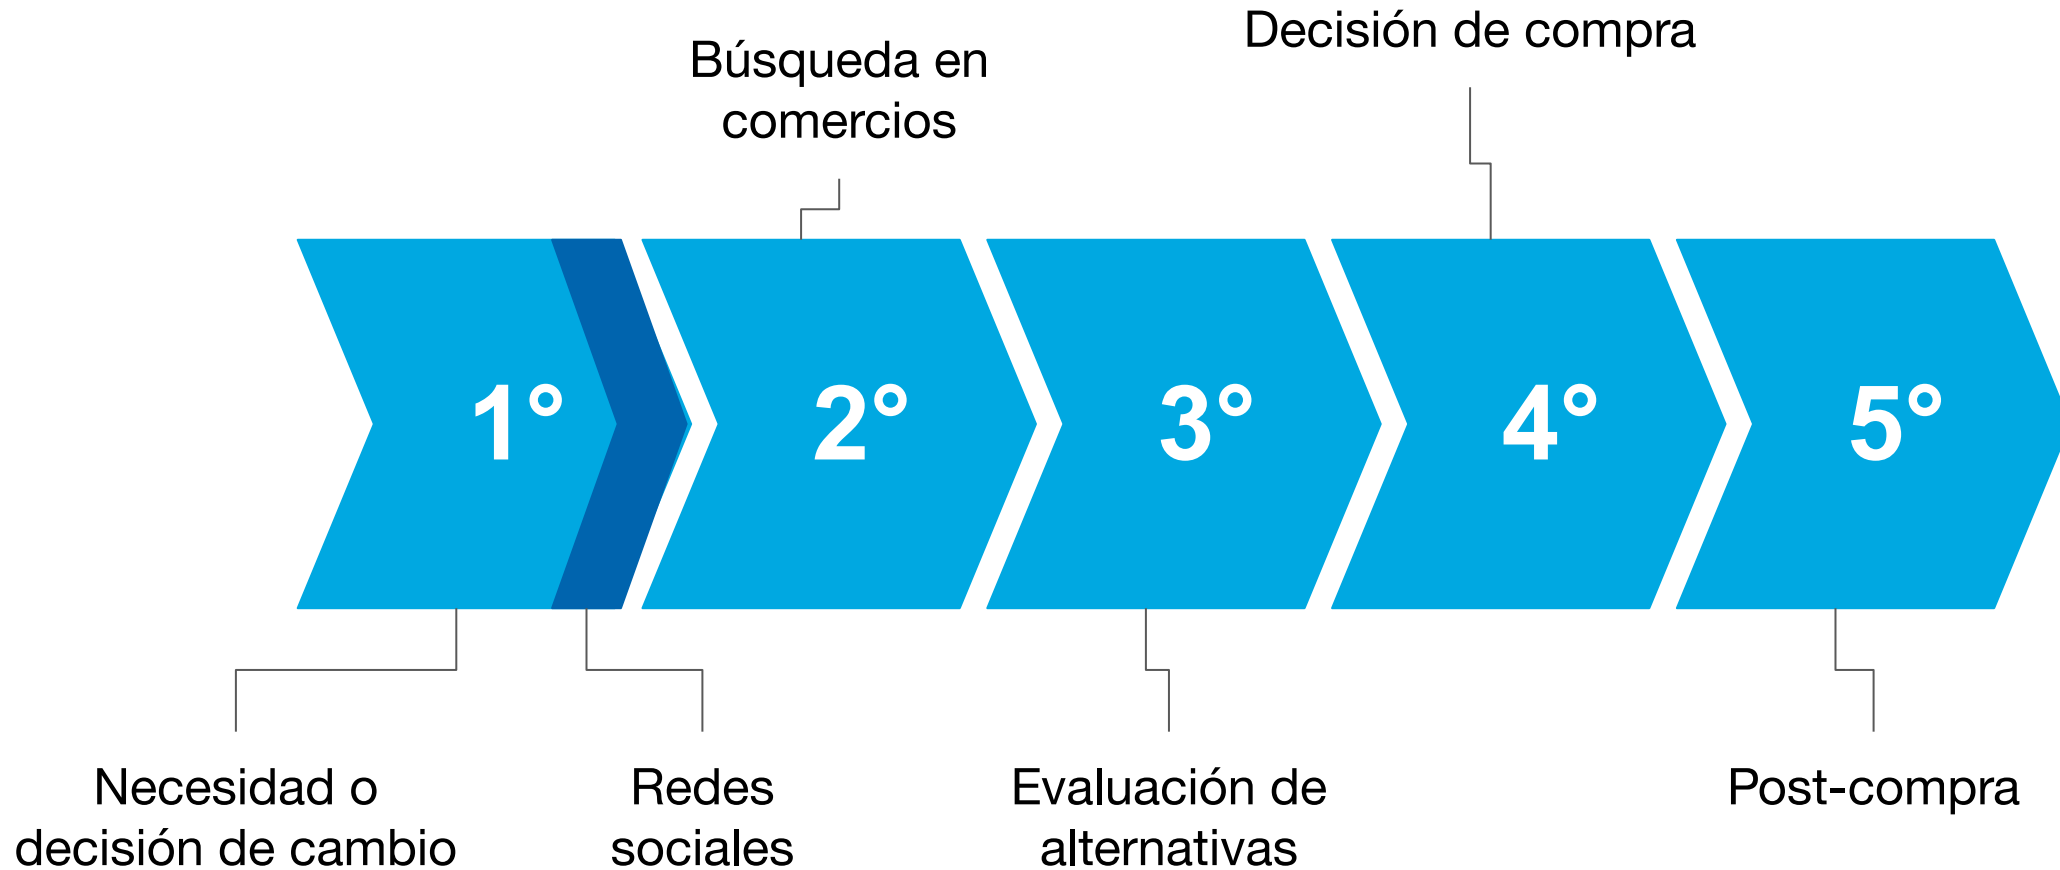 Decisión de compra
Búsqueda en
comercios
1°
2°
3°
4°
5°
Necesidad o
decisión de cambio
Redes
sociales
Evaluación de
alternativas
Post-compra